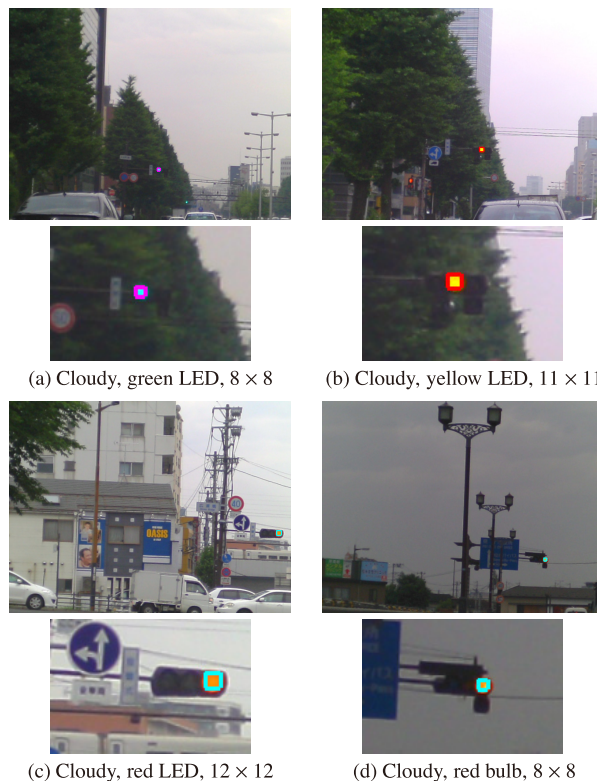 (a) Cloudy, green LED, 8 × 8
(b) Cloudy, yellow LED, 11 × 11
OASIS
(c) Cloudy, red LED, 12 × 12
(d) Cloudy, red bulb, 8 × 8